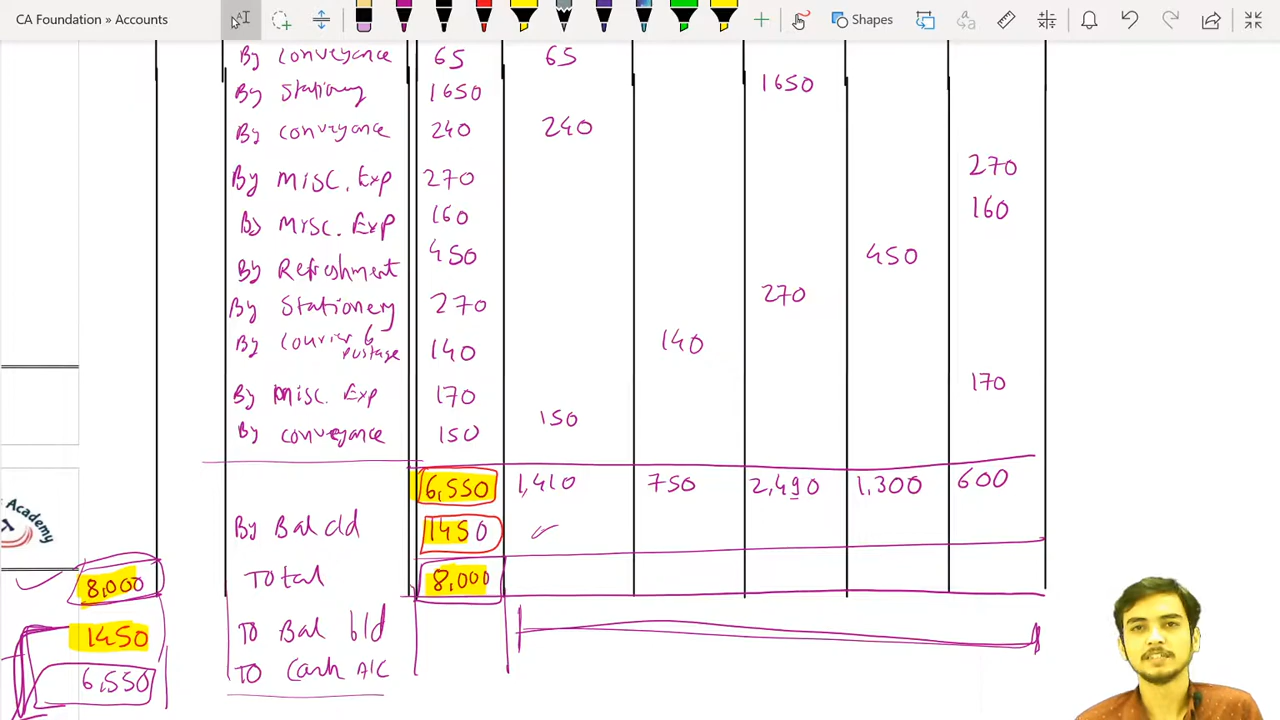 CA Foundation » Accounts
Shapes
By Conveyance 65 65
By Stationy 1650 1650
By conveyance 240 240
By Misc. Exp 270 270
By Misc. Exp 160 160
By Refreshment 450 450
By Stationery 270 270
By Courier & Postage 140 140
By Misc. Exp 170 170
By conveyance 150 150
6,550 1,410 750 2,490 1,300 600
By Bal c/d 1450
Academy
8,000 Total 8,000
1450 To Bal b/d
6,550 To Cash A/C